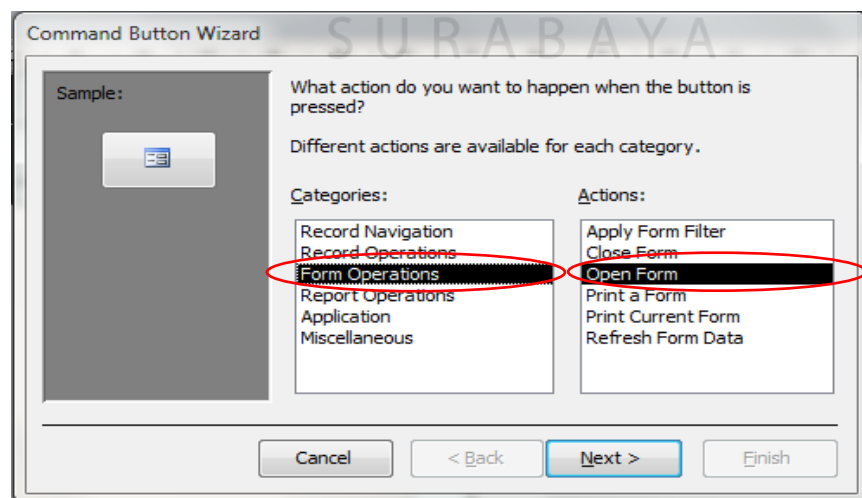 SURABAYA
Command Button Wizard
Sample:
What action do you want to happen when the button is
pressed?
Different actions are available for each category.
Categories:
Record Navigation
Record Operations
Form Operations
Report Operations
Application
Miscellaneous
Actions:
Apply Form Filter
Close Form
Open Form
Print a Form
Print Current Form
Refresh Form Data
Cancel
< Back
Next >
Finish